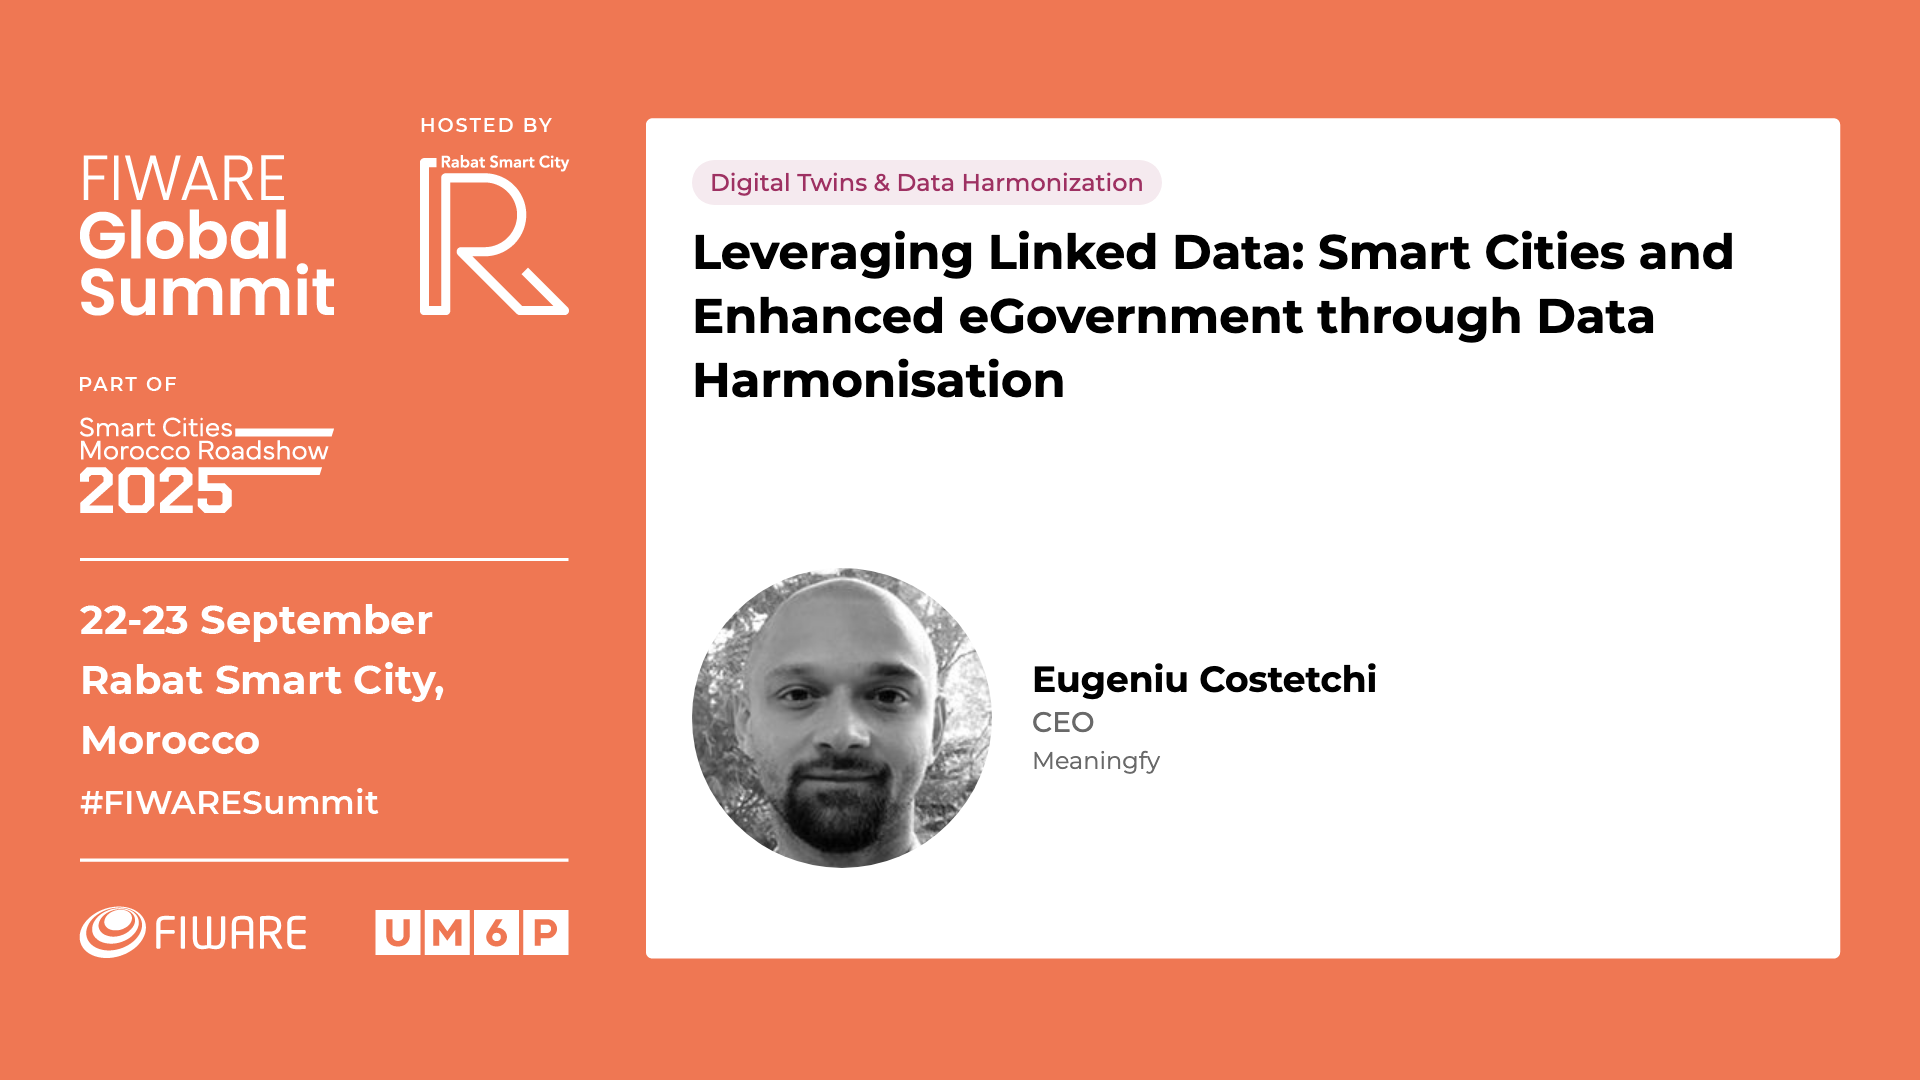 FIWARE
Global
Summit
HOSTED BY
Rabat Smart City
R
PART OF
Smart Cities
Morocco Roadshow
2025
22-23 September
Rabat Smart City,
Morocco
#FIWARESummit
FIWARE
UM6P
Digital Twins & Data Harmonization
Leveraging Linked Data: Smart Cities and
Enhanced eGovernment through Data
Harmonisation
Eugeniu Costetchi
CEO
Meaningfy